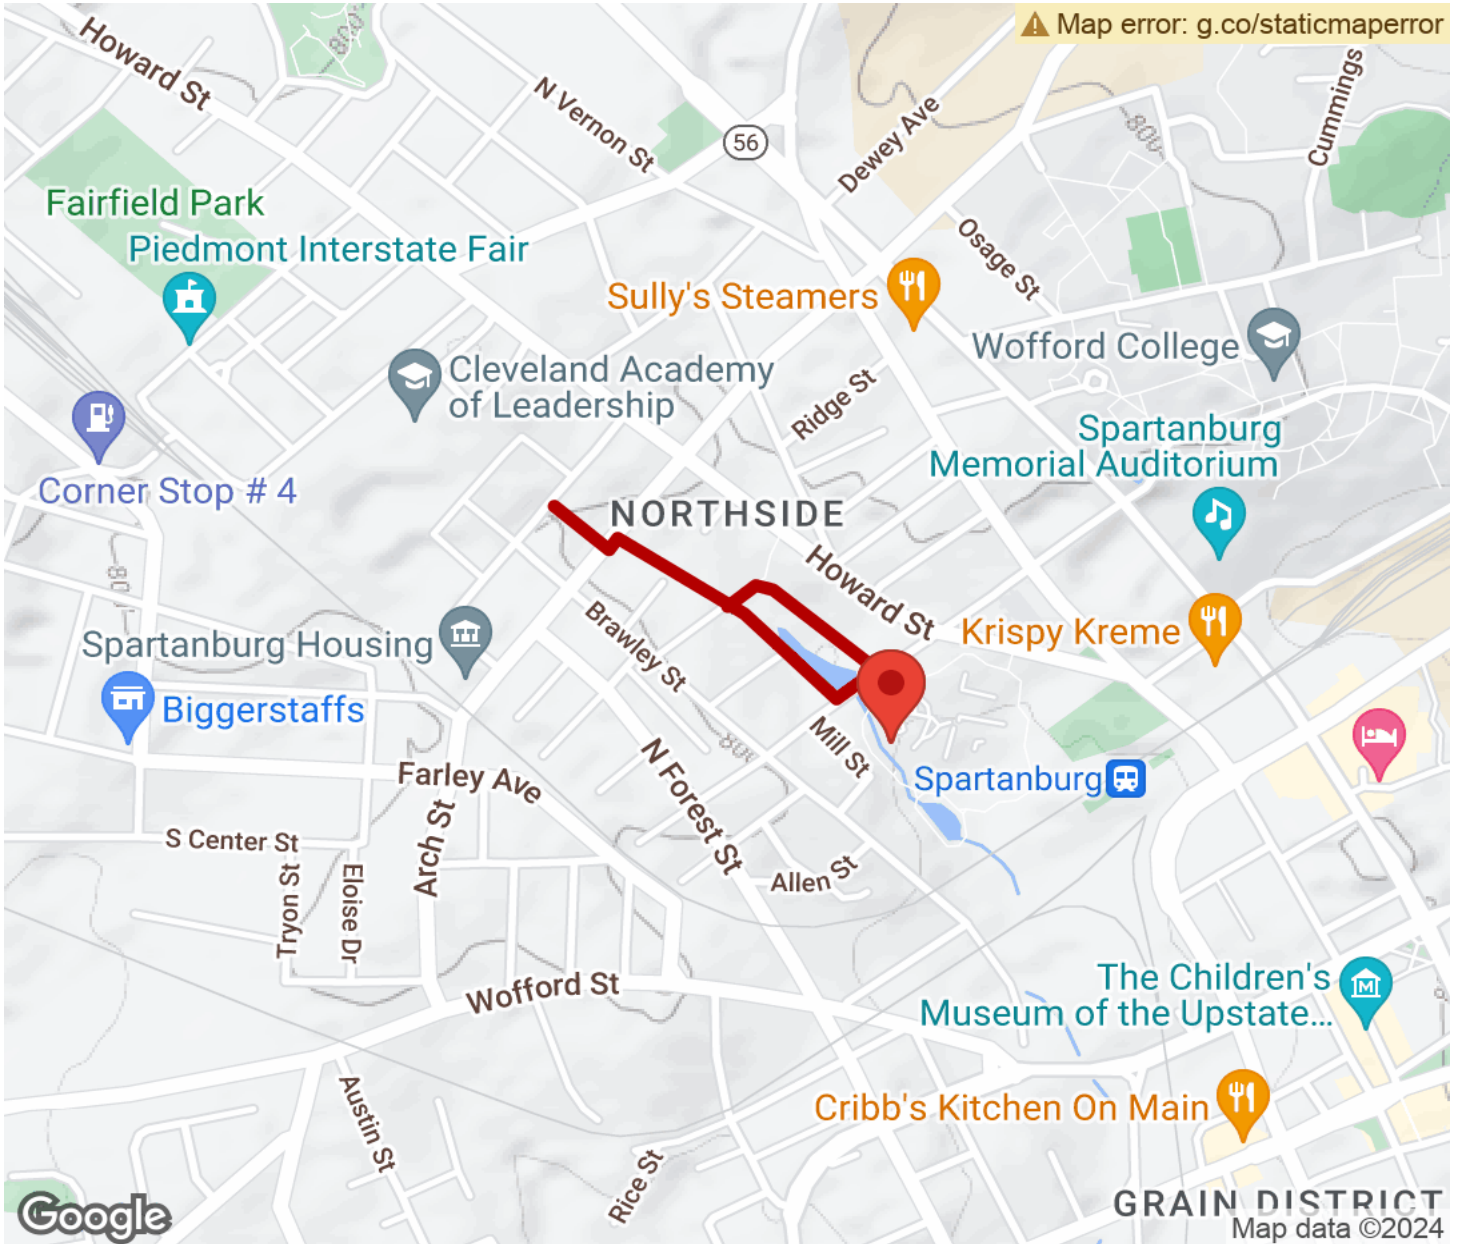 Map error: g.co/staticmaperror
Howard St
800
N Vernon St
56
Dewey Ave
800
Cummings
Fairfield Park
Piedmont Interstate Fair
Osage St
Sully's Steamers
Wofford College
Cleveland Academy
of Leadership
Ridge St
Spartanburg
Memorial Auditorium
Corner Stop # 4
NORTHSIDE
Howard St
Krispy Kreme
Brawley St
Spartanburg Housing
Biggerstaffs
800
Mill St
N Forest St
Spartanburg
Farley Ave
Arch St
S Center St
Tryon St
Eloise Dr
Allen St
Wofford St
The Children's
Museum of the Upstate...
Austin St
Cribb's Kitchen On Main
Rice St
GRAIN DISTRICT
Google
Map data ©2024